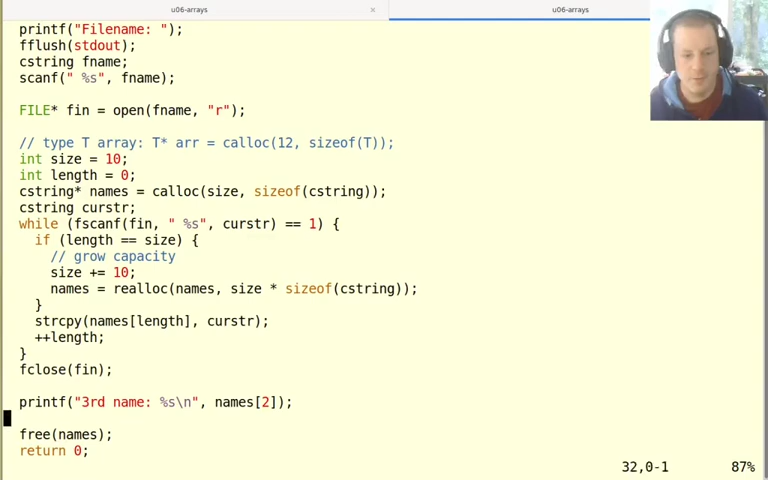 u06-arrays × u06-arrays
printf("Filename: ");
fflush(stdout);
cstring fname;
scanf(" %s", fname);
FILE* fin = open(fname, "r");
// type T array: T* arr = calloc(12, sizeof(T));
int size = 10;
int length = 0;
cstring* names = calloc(size, sizeof(cstring));
cstring curstr;
while (fscanf(fin, " %s", curstr) == 1) {
if (length == size) {
// grow capacity
size += 10;
names = realloc(names, size * sizeof(cstring));
}
strcpy(names[length], curstr);
++length;
}
fclose(fin);
printf("3rd name: %s\n", names[2]);
free(names);
return 0;
32,0-1 87%